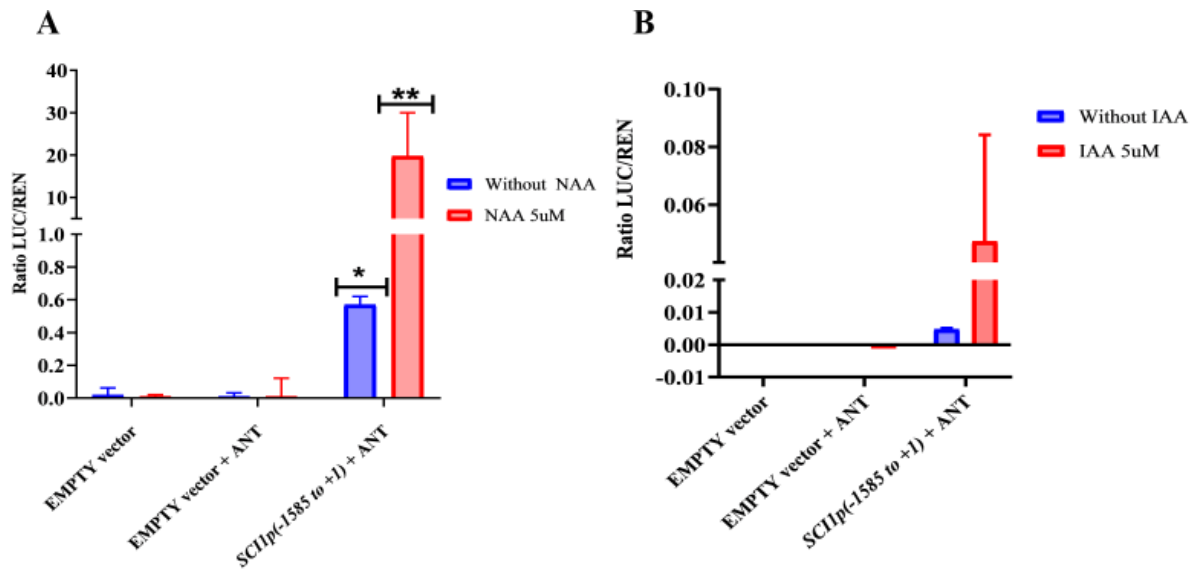 A
Ratio LUC/REN
40
30
20
10
1.0
0.8
0.6
0.4
0.2
0.0
*
**
EMPTY vector
EMPTY vector + ANT
SCI1p(-1585 to +1) + ANT
Without NAA
NAA 5uM
B
Ratio LUC/REN
0.10
0.08
0.06
0.02
0.01
0.00
-0.01
EMPTY vector
EMPTY vector + ANT
SCI1p(-1585 to +1) + ANT
Without IAA
IAA 5uM